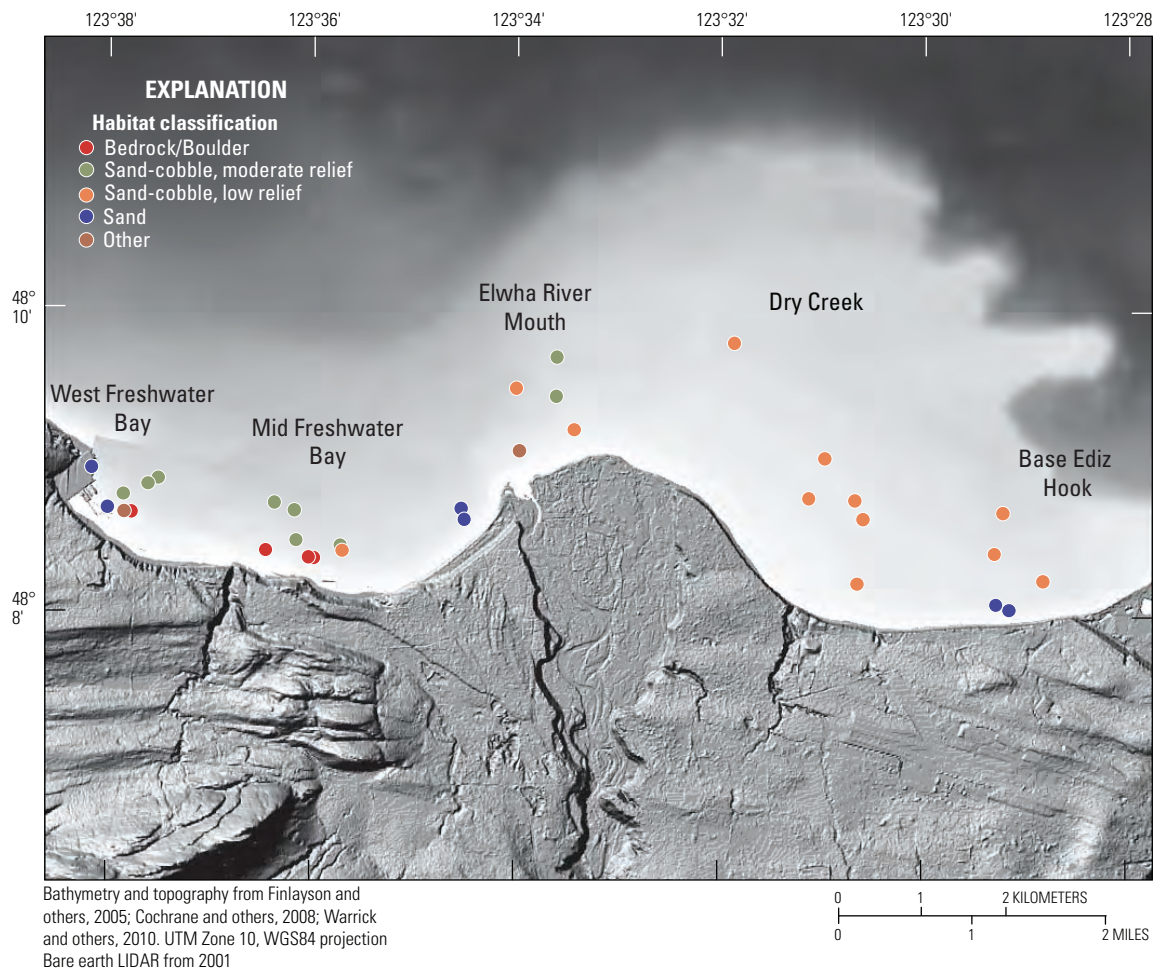 123°38' 123°36' 123°34' 123°32' 123°30' 123°28'
EXPLANATION
Habitat classification
Bedrock/Boulder
Sand-cobble, moderate relief
Sand-cobble, low relief
Sand
Other
48°
10'
Elwha River
Mouth
Dry Creek
West Freshwater
Bay
Mid Freshwater
Bay
Base Ediz
Hook
48°
8'
Bathymetry and topography from Finlayson and
others, 2005; Cochrane and others, 2008; Warrick
and others, 2010. UTM Zone 10, WGS84 projection
Bare earth LIDAR from 2001
0 1 2 KILOMETERS
0 1 2 MILES